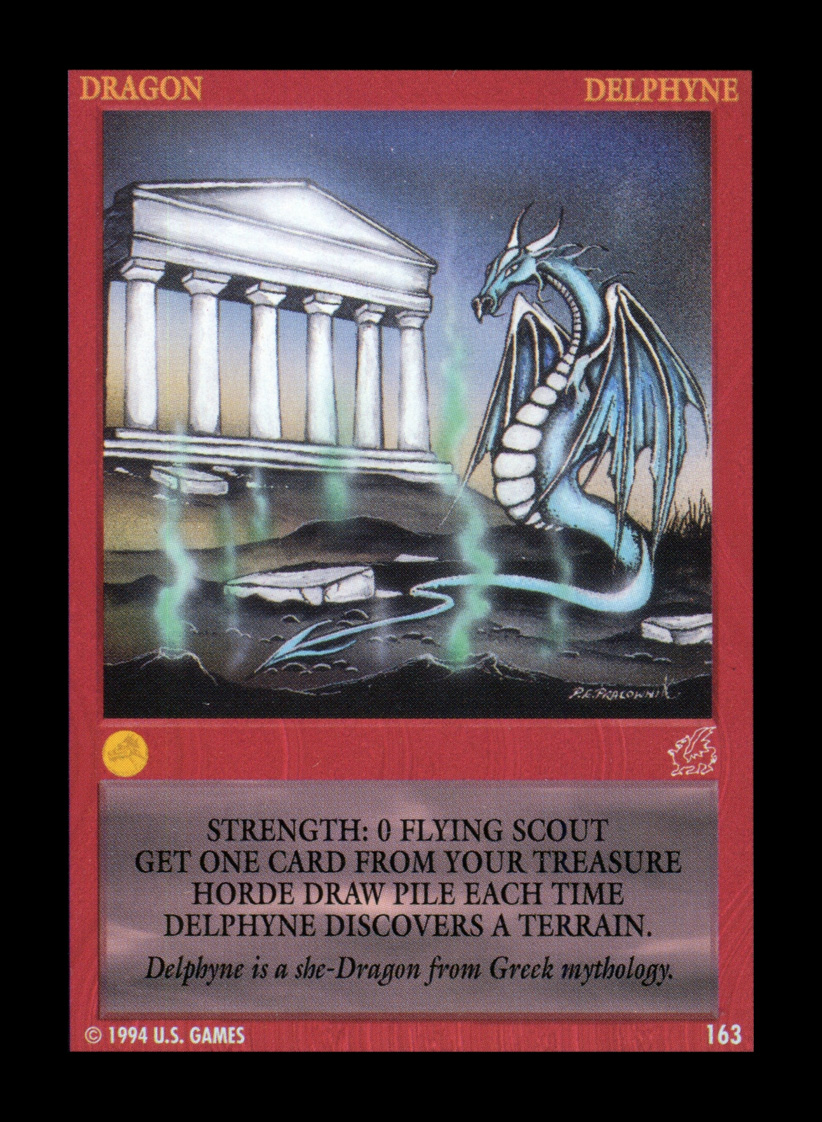 DRAGON DELPHYNE
P.E. PRALOWNIK
STRENGTH: 0 FLYING SCOUT
GET ONE CARD FROM YOUR TREASURE
HORDE DRAW PILE EACH TIME
DELPHYNE DISCOVERS A TERRAIN.
Delphyne is a she-Dragon from Greek mythology.
© 1994 U.S. GAMES 163